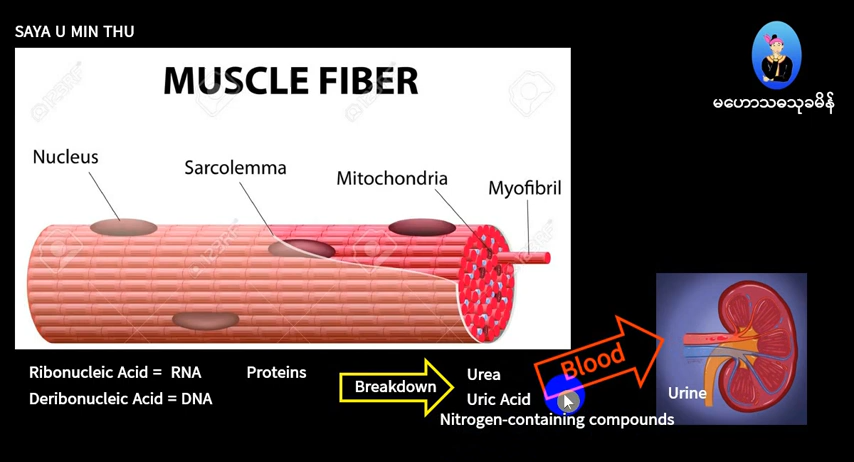 SAYA U MIN THU
မဟောသဓသုခမိန်
MUSCLE FIBER
Nucleus
Sarcolemma
Mitochondria
Myofibril
Ribonucleic Acid = RNA
Proteins
Deribonucleic Acid = DNA
Breakdown
Urea
Uric Acid
Nitrogen-containing compounds
Blood
Urine
123RF